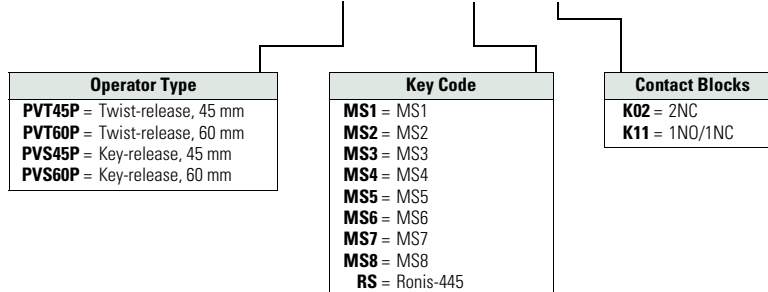 Operator Type
PVT45P = Twist-release, 45 mm
PVT60P = Twist-release, 60 mm
PVS45P = Key-release, 45 mm
PVS60P = Key-release, 60 mm
Key Code
MS1 = MS1
MS2 = MS2
MS3 = MS3
MS4 = MS4
MS5 = MS5
MS6 = MS6
MS7 = MS7
MS8 = MS8
RS = Ronis-445
Contact Blocks
K02 = 2NC
K11 = 1NO/1NC